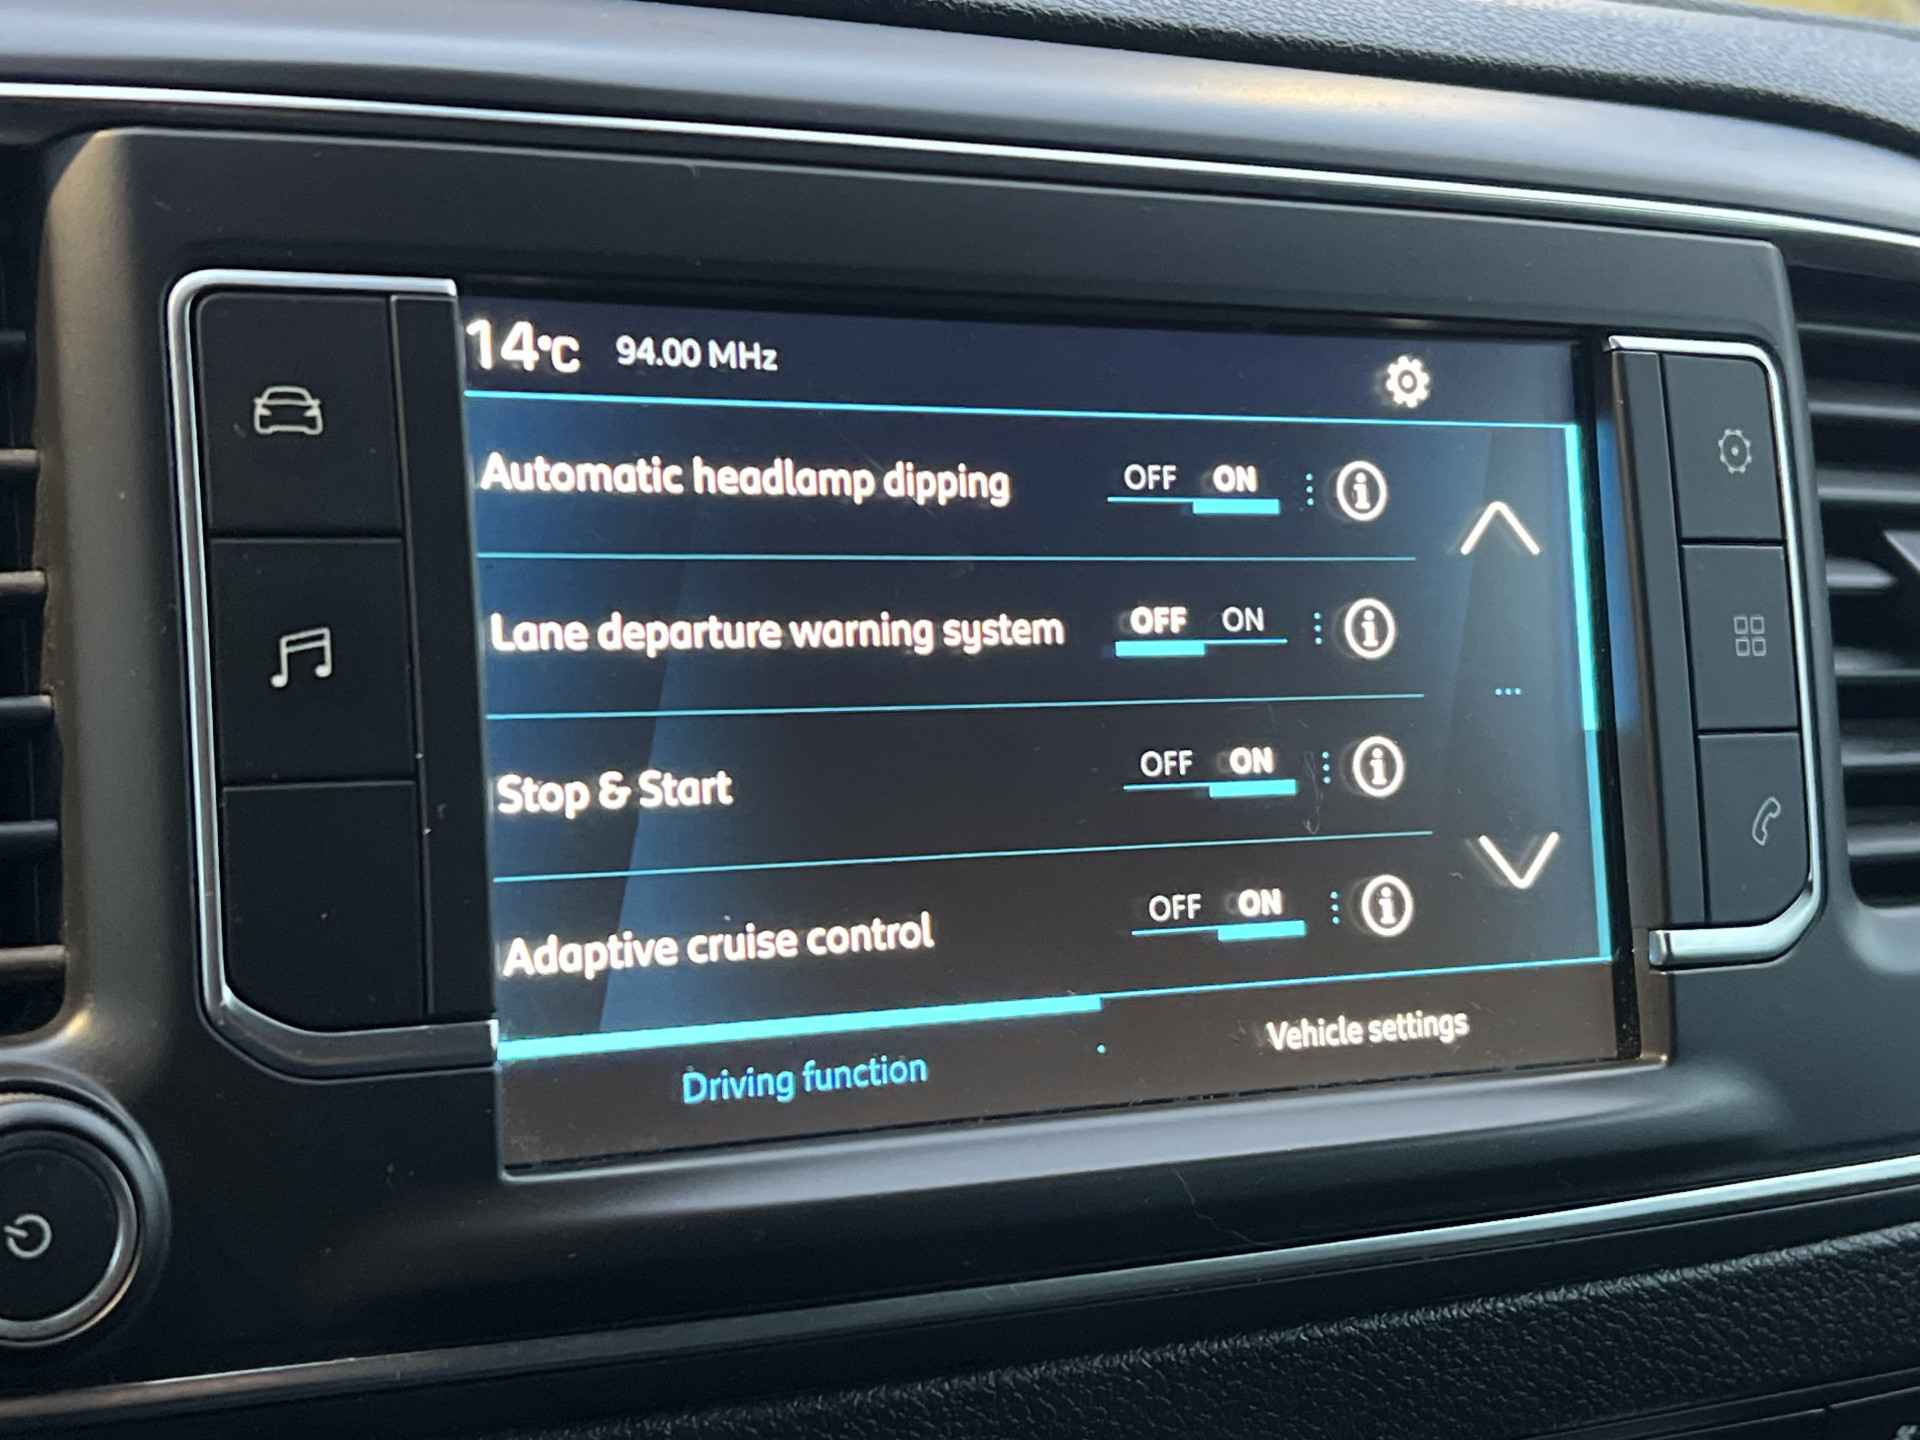 14°C 94.00 MHz
Automatic headlamp dipping OFF ON
Lane departure warning system OFF ON
Stop & Start OFF ON
Adaptive cruise control OFF ON
Driving function Vehicle settings